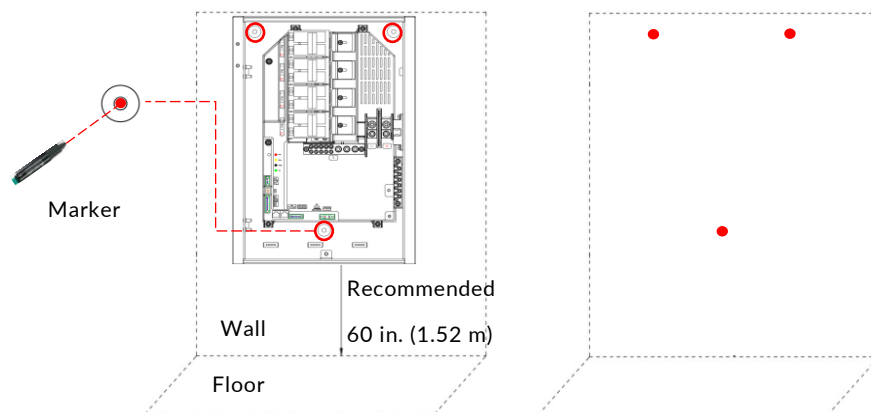 Marker
Recommended
60 in. (1.52 m)
Wall
Floor